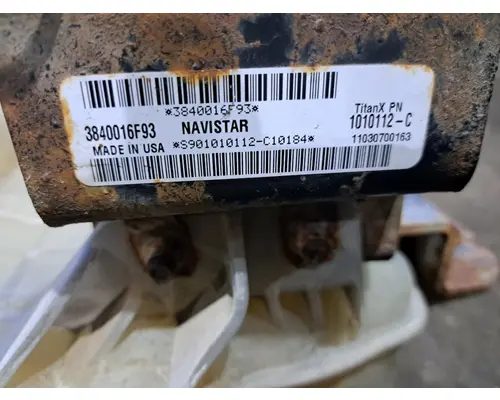 *3840016F93*
3840016F93 NAVISTAR
MADE IN USA *S901010112-C10184*
TitanX PN
1010112-C
11030700163